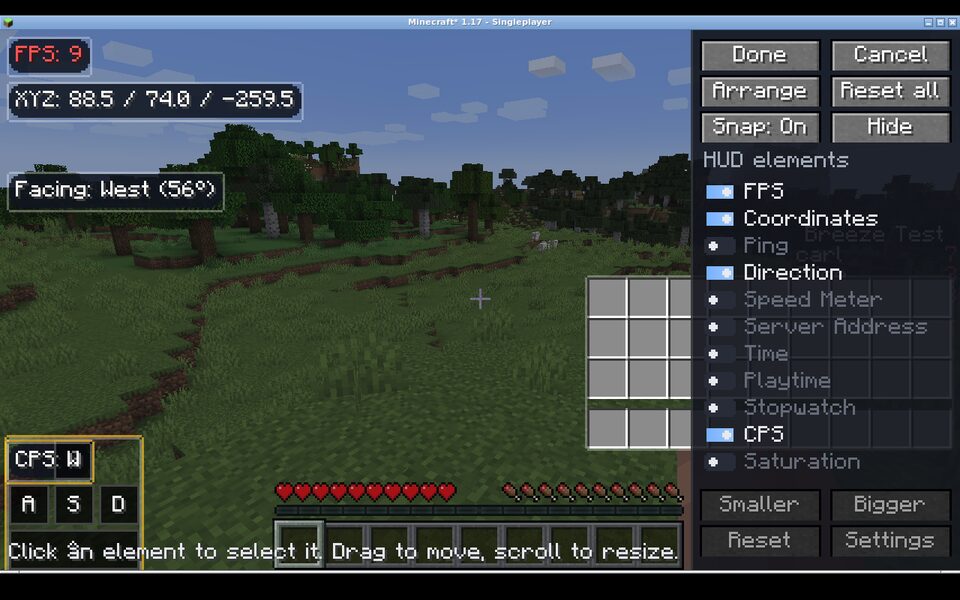 Minecraft* 1.17 - Singleplayer
FPS: 9
XYZ: 88.5 / 74.0 / -259.5
Facing: West (56°)
Done
Cancel
Arrange
Reset all
Snap: On
Hide
HUD elements
FPS
Coordinates
Ping
Direction
Speed Meter
Server Address
Time
Playtime
Stopwatch
CPS
Saturation
Breeze Test
carl
Smaller
Bigger
Reset
Settings
CPS: W
A S D
Click an element to select it. Drag to move, scroll to resize.